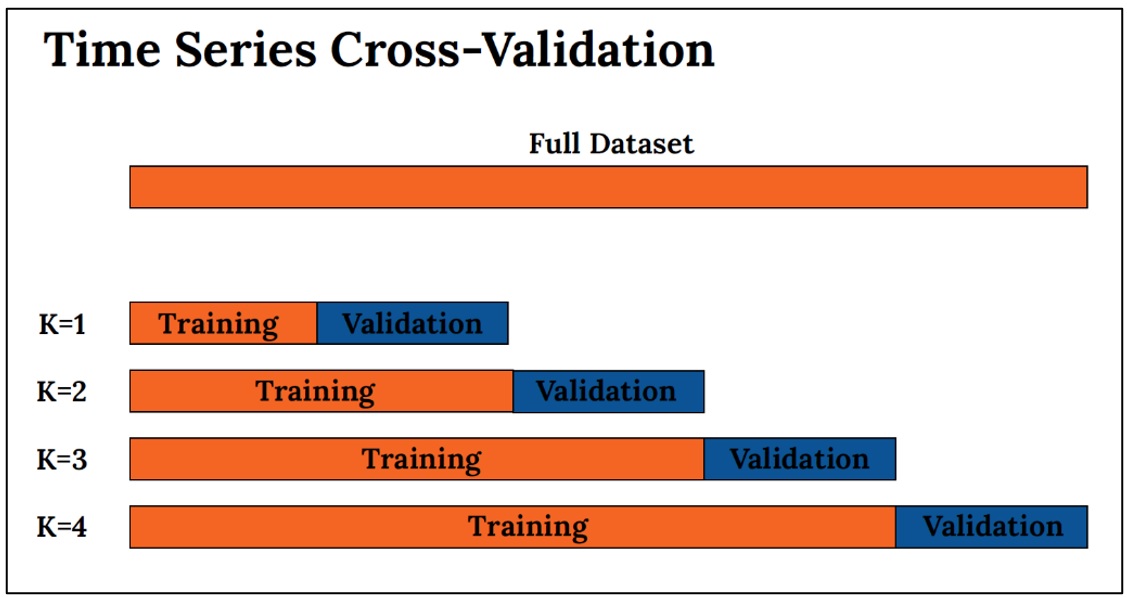 Time Series Cross-Validation
Full Dataset
K=1 Training Validation
K=2 Training Validation
K=3 Training Validation
K=4 Training Validation